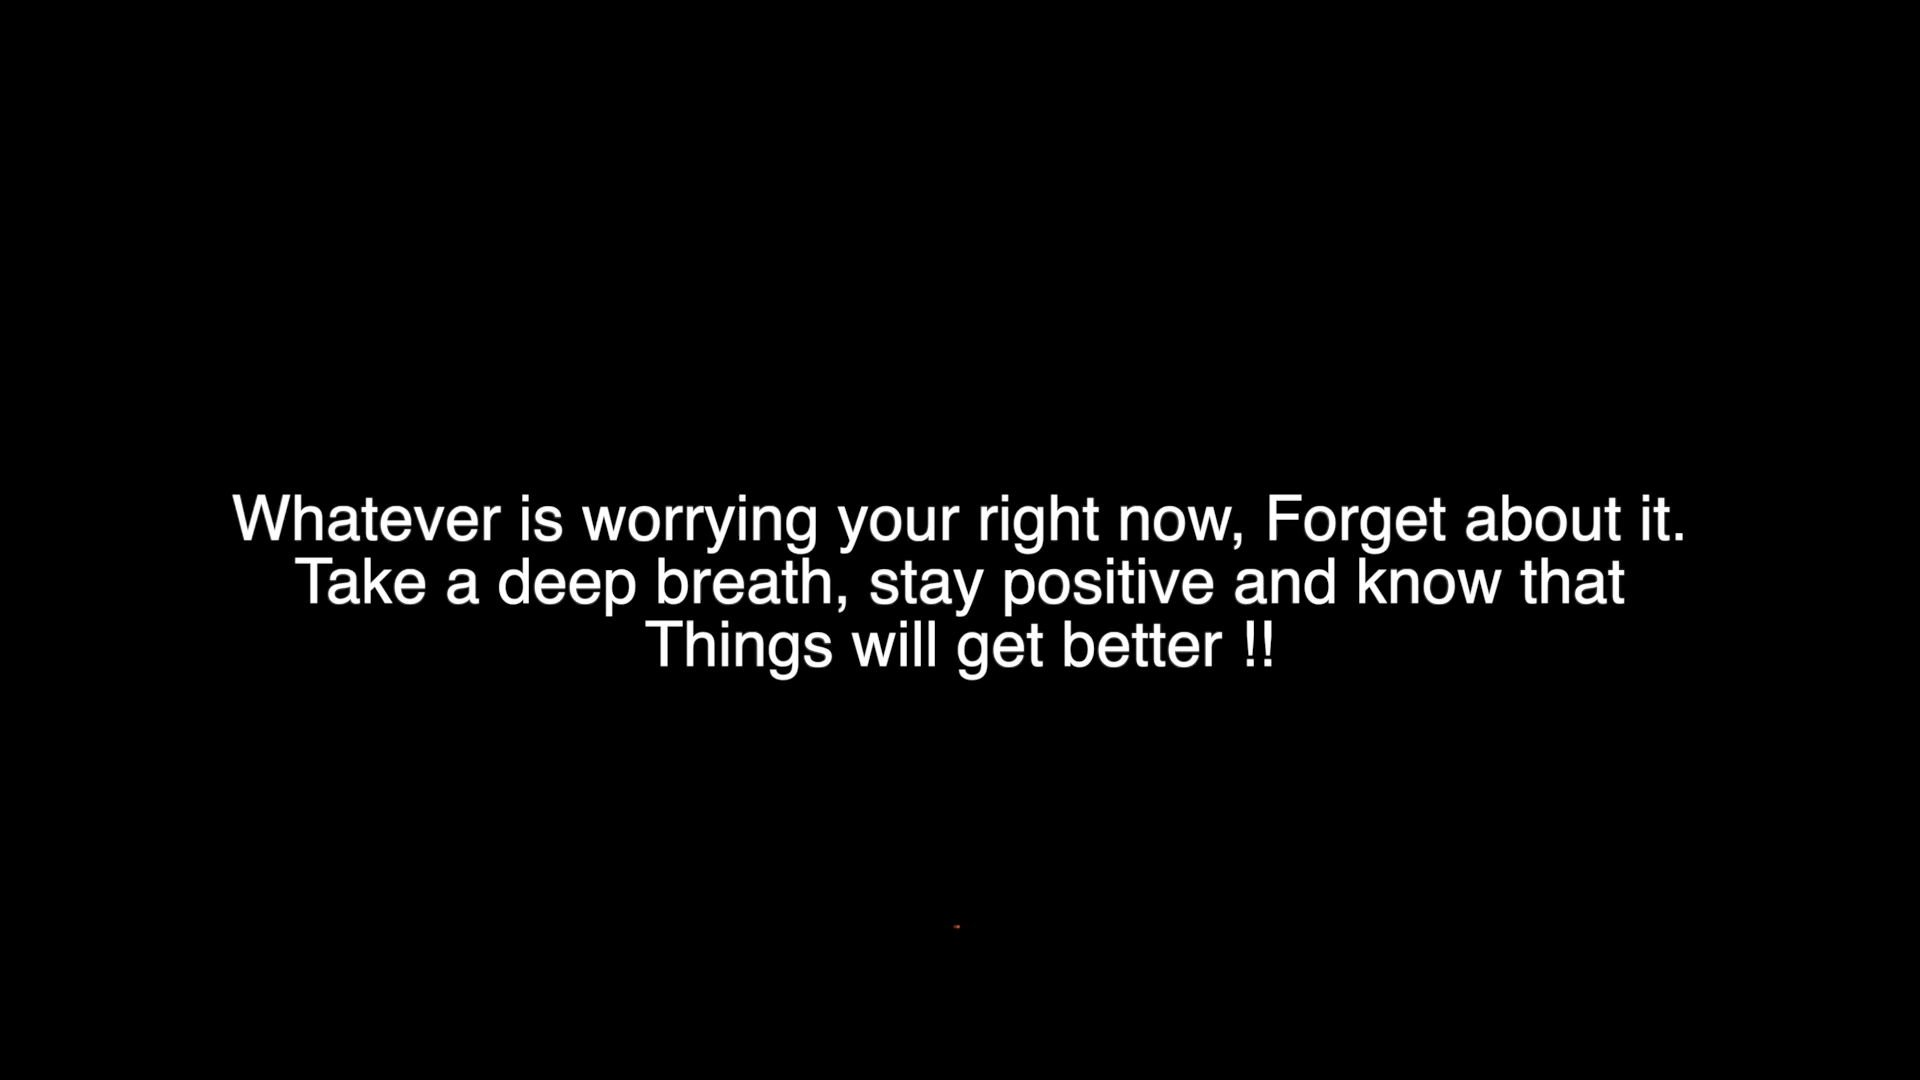 Whatever is worrying your right now, Forget about it.
Take a deep breath, stay positive and know that
Things will get better !!